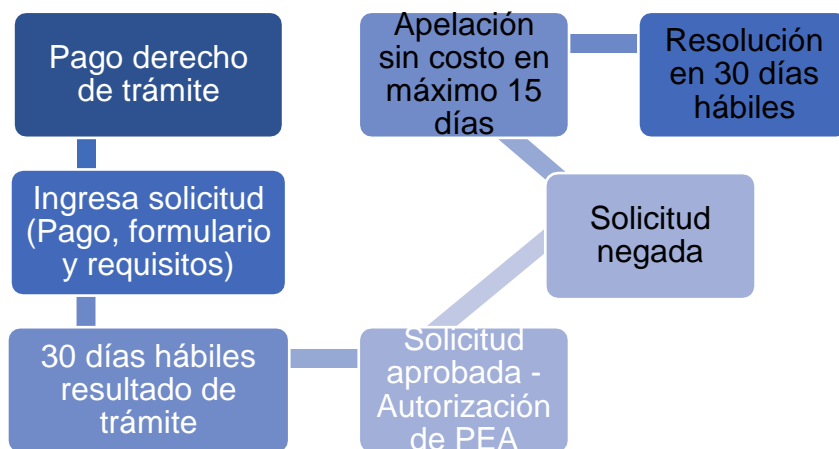 Pago derecho
de trámite
Ingresa solicitud
(Pago, formulario
y requisitos)
30 días hábiles
resultado de
trámite
Solicitud
aprobada -
Autorización
de PEA
Solicitud
negada
Apelación
sin costo en
máximo 15
días
Resolución
en 30 días
hábiles